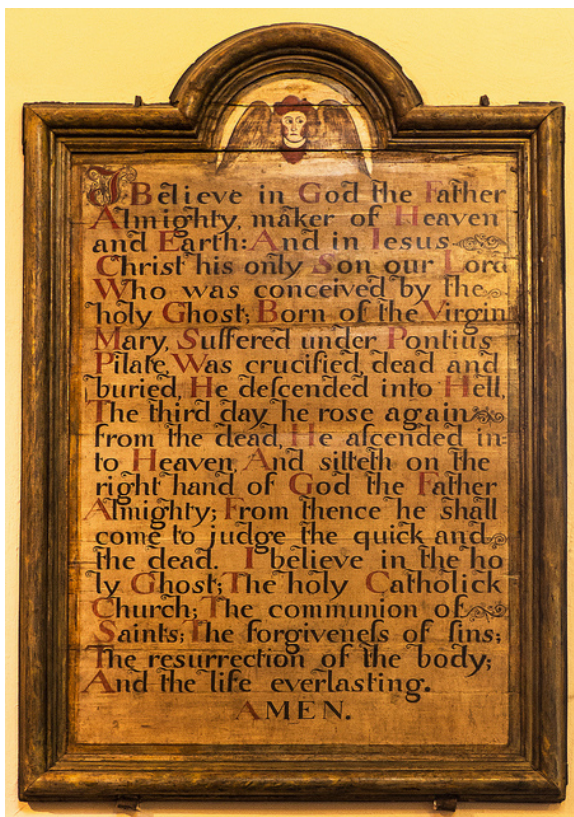 I Believe in God the Father
Almighty, maker of Heaven
and Earth: And in Iesus
Christ his only Son our Lord
Who was conceived by the
holy Ghost; Born of the Virgin
Mary, Suffered under Pontius
Pilate, Was crucified, dead and
buried, He deſcended into Hell,
The third day he rose again
from the dead, He aſcended in=
to Heaven, And sitteth on the
right hand of God the Father
Almighty; From thence he shall
come to judge the quick and
the dead. I believe in the ho
ly Ghost; The holy Catholick
Church; The communion of
Saints; The forgiveneſs of ſins;
The resurrection of the body;
And the life everlasting.
AMEN.